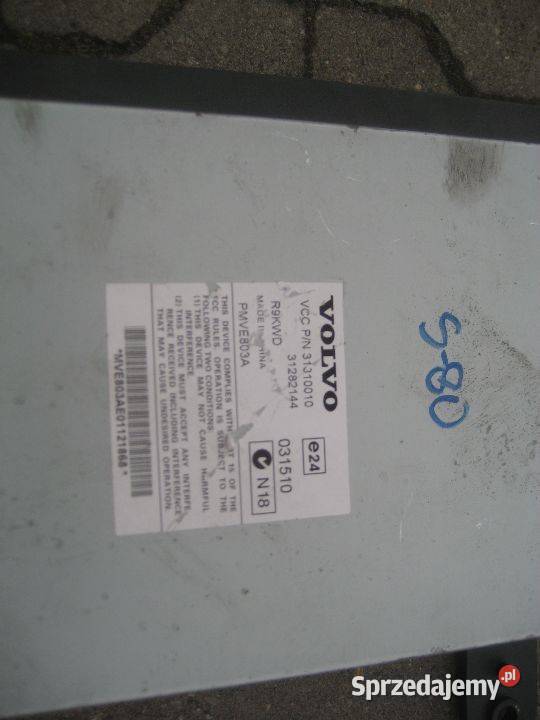 VOLVO
VCC P/N 31310010
31282144
R9KWD
MADE IN CHINA
PMVE803A
e24
031510
N18
THIS DEVICE COMPLIES WITH 15 OF THE
FCC RULES. OPERATION IS SUBJECT TO THE
FOLLOWING TWO CONDITIONS:
(1) THIS DEVICE MAY NOT CAUSE HARMFUL
INTERFERENCE.
(2) THIS DEVICE MUST ACCEPT ANY INTERFE-
RENCE RECEIVED INCLUDING INTERFERENCE
THAT MAY CAUSE UNDESIRED OPERATION.
*MVE803AE01121868*
S-80
Sprzedajemy.pl